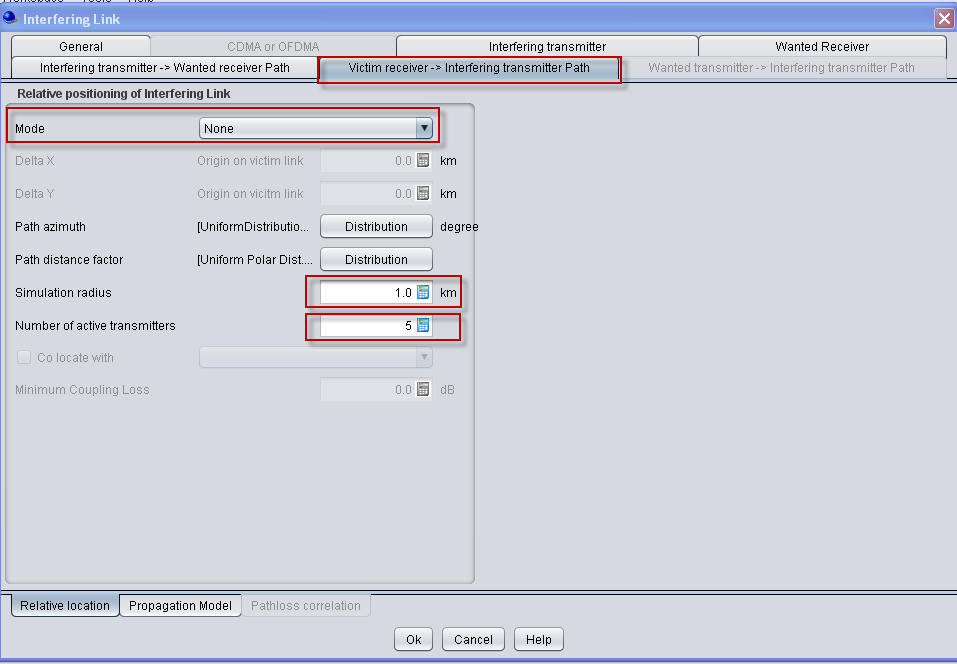 Workspace Tools Help
Interfering Link
General
CDMA or OFDMA
Interfering transmitter
Wanted Receiver
Interfering transmitter -> Wanted receiver Path
Victim receiver -> Interfering transmitter Path
Wanted transmitter -> Interfering transmitter Path
Relative positioning of Interfering Link
Mode None
Delta X Origin on victim link 0.0 km
Delta Y Origin on vicitm link 0.0 km
Path azimuth [UniformDistributio... Distribution degree
Path distance factor [Uniform Polar Dist.... Distribution
Simulation radius 1.0 km
Number of active transmitters 5
Co locate with
Minimum Coupling Loss 0.0 dB
Relative location Propagation Model Pathloss correlation
Ok Cancel Help